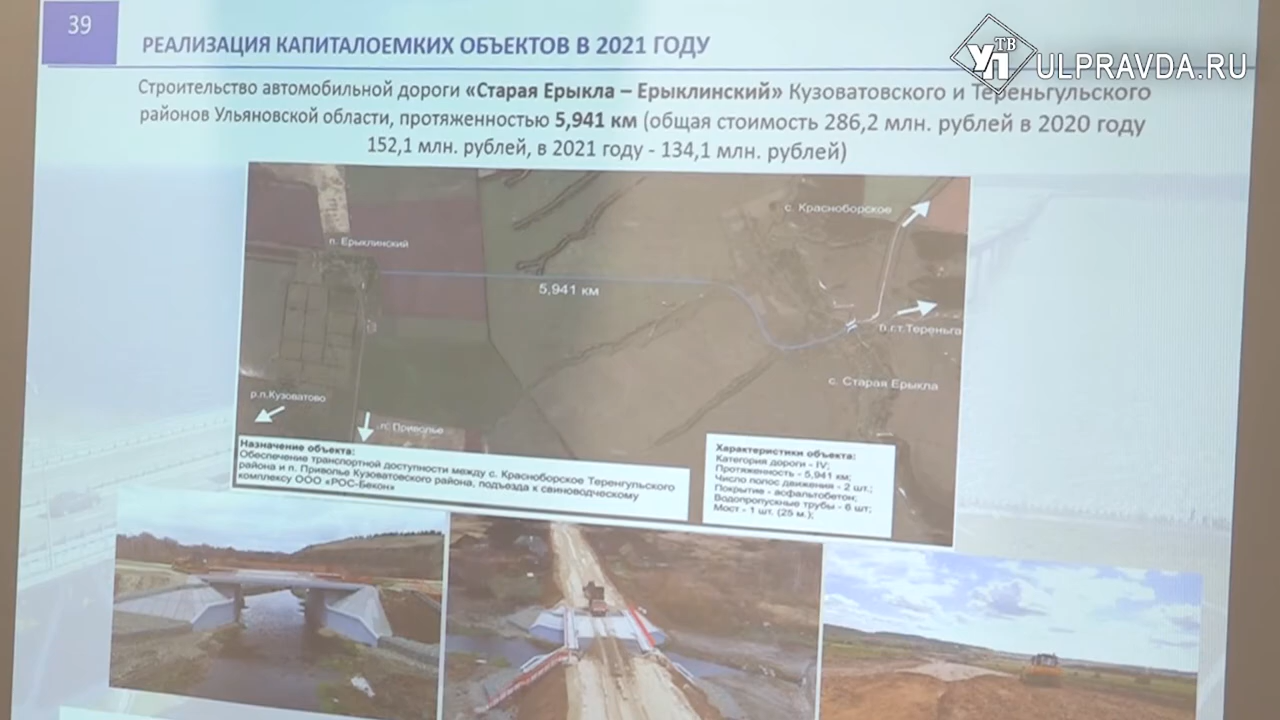 39
РЕАЛИЗАЦИЯ КАПИТАЛОЕМКИХ ОБЪЕКТОВ В 2021 ГОДУ
УП ТВ
ULPRAVDA.RU
Строительство автомобильной дороги «Старая Ерыкла – Ерыклинский» Кузоватовского и Тереньгульского
районов Ульяновской области, протяженностью 5,941 км (общая стоимость 286,2 млн. рублей в 2020 году
152,1 млн. рублей, в 2021 году - 134,1 млн. рублей)
с. Красноборское
п. Ерыклинский
5,941 км
р.ст.Тереньга
с. Старая Ерыкла
р.п.Кузоватово
п. Приволье
Назначение объекта:
Обеспечение транспортной доступности между с. Красноборское Теренгульского
района и п. Приволье Кузоватовского района, подъезда к свиноводческому
комплексу ООО «РОС-Бекон»
Характеристики объекта:
Категория дороги - IV;
Протяженность - 5,941 км;
Число полос движения - 2 шт.;
Покрытие - асфальтобетон;
Водопропускные трубы - 6 шт;
Мост - 1 шт. (25 м.);